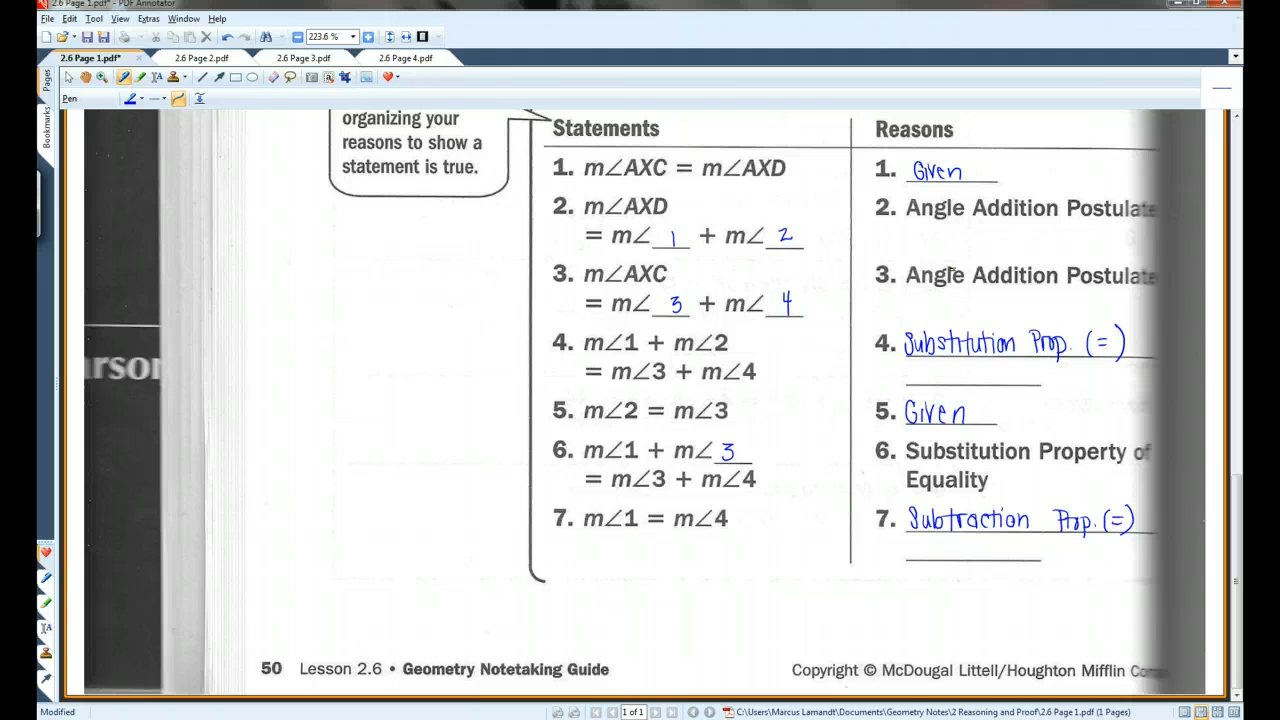 2.6 Page 1.pdf* - PDF Annotator
File Edit Tool View Extras Window Help
223.6 %
2.6 Page 1.pdf* 2.6 Page 2.pdf 2.6 Page 3.pdf 2.6 Page 4.pdf
Pages
Pen
Bookmarks
organizing your
reasons to show a
statement is true.
Statements Reasons
1. m∠AXC = m∠AXD 1. Given
2. m∠AXD 2. Angle Addition Postulate
= m∠ 1 + m∠ 2
3. m∠AXC 3. Angle Addition Postulate
= m∠ 3 + m∠ 4
4. m∠1 + m∠2 4. Substitution Prop. (=)
= m∠3 + m∠4
5. m∠2 = m∠3 5. Given
6. m∠1 + m∠ 3 6. Substitution Property of
= m∠3 + m∠4 Equality
7. m∠1 = m∠4 7. Subtraction Prop. (=)
50 Lesson 2.6 • Geometry Notetaking Guide Copyright © McDougal Littell/Houghton Mifflin
Modified 1 of 1 C:\Users\Marcus Lamandt\Documents\Geometry Notes\2 Reasoning and Proof\2.6 Page 1.pdf (1 Pages)